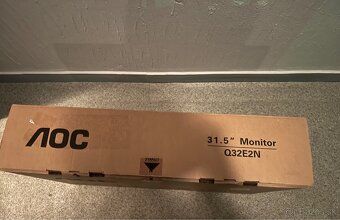 AOC
31.5" Monitor
Q32E2N